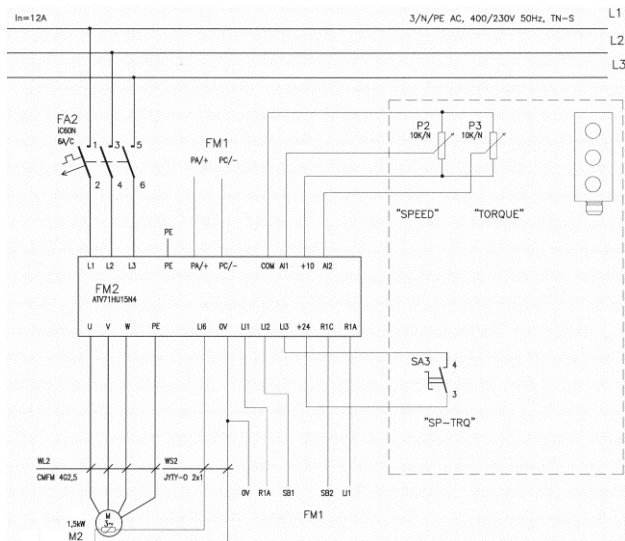 In=12A
3/N/PE AC, 400/230V 50Hz, TN-S
L1
L2
L3
FA2
iC60N
6A/C
1 3 5
2 4 6
FM1
PA/+ PC/-
P2
10K/N
P3
10K/N
"SPEED" "TORQUE"
PE
L1 L2 L3 PE PA/+ PC/- COM AI1 +10 AI2
FM2
ATV71HU15N4
U V W PE LI6 0V LI1 LI2 LI3 +24 R1C R1A
SA3
4
3
"SP-TRQ"
WL2
CMFM 4G2,5
WS2
JYTY-O 2x1
0V R1A SB1 SB2 LI1
FM1
1,5kW
M2
M
3~